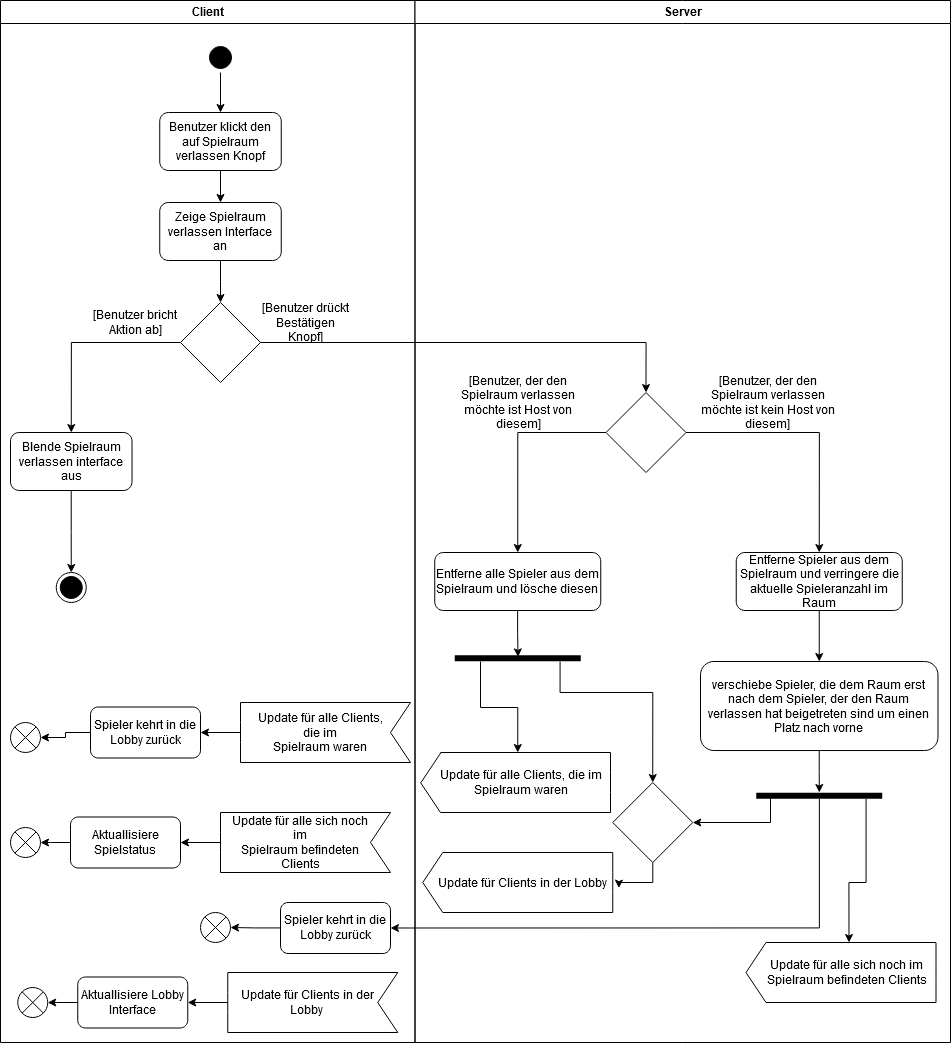 Client
Server
Benutzer klickt den
auf Spielraum
verlassen Knopf
Zeige Spielraum
verlassen Interface
an
[Benutzer bricht
Aktion ab]
[Benutzer drückt
Bestätigen
Knopf]
[Benutzer, der den
Spielraum verlassen
möchte ist Host von
diesem]
[Benutzer, der den
Spielraum verlassen
möchte ist kein Host von
diesem]
Blende Spielraum
verlassen interface
aus
Entferne alle Spieler aus dem
Spielraum und lösche diesen
Entferne Spieler aus dem
Spielraum und verringere die
aktuelle Spieleranzahl im
Raum
verschiebe Spieler, die dem Raum erst
nach dem Spieler, der den Raum
verlassen hat beigetreten sind um einen
Platz nach vorne
Spieler kehrt in die
Lobby zurück
Update für alle Clients,
die im
Spielraum waren
Update für alle Clients, die im
Spielraum waren
Aktuallisiere
Spielstatus
Update für alle sich noch
im
Spielraum befindeten
Clients
Update für Clients in der Lobby
Spieler kehrt in die
Lobby zurück
Update für alle sich noch im
Spielraum befindeten Clients
Aktuallisiere Lobby
Interface
Update für Clients in der
Lobby